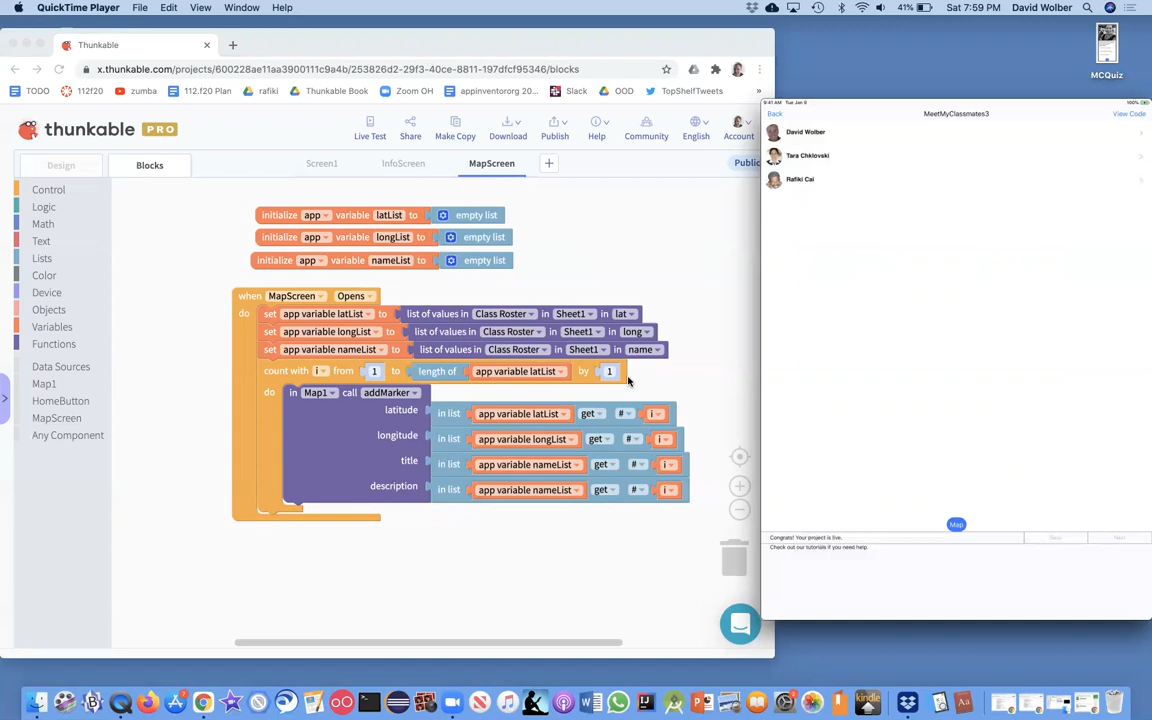 QuickTime Player File Edit View Window Help
41% Sat 7:59 PM David Wolber
Thunkable
x.thunkable.com/projects/600228ae11aa3900111c9a4b/253826d2-29f3-40ce-8811-197dfcf95346/blocks
TODO 112f20 zumba 112.f20 Plan rafiki Thunkable Book Zoom OH appinventororg 20... Slack OOD TopShelfTweets
MCQuiz
thunkable PRO
Live Test Share Make Copy Download Publish Help Community English Account
Design Blocks Screen1 InfoScreen MapScreen Public
Control
Logic
Math
Text
Lists
Color
Device
Objects
Variables
Functions
Data Sources
Map1
HomeButton
MapScreen
Any Component
initialize app variable latList to empty list
initialize app variable longList to empty list
initialize app variable nameList to empty list
when MapScreen Opens
do set app variable latList to list of values in Class Roster in Sheet1 in lat
set app variable longList to list of values in Class Roster in Sheet1 in long
set app variable nameList to list of values in Class Roster in Sheet1 in name
count with i from 1 to length of app variable latList by 1
do in Map1 call addMarker
latitude in list app variable latList get # i
longitude in list app variable longList get # i
title in list app variable nameList get # i
description in list app variable nameList get # i
9:41 AM Tue Jan 9 100%
Back MeetMyClassmates3 View Code
David Wolber
Tara Chklovski
Rafiki Cai
Map
Congrats! Your project is live.
Next
Check out our tutorials if you need help.